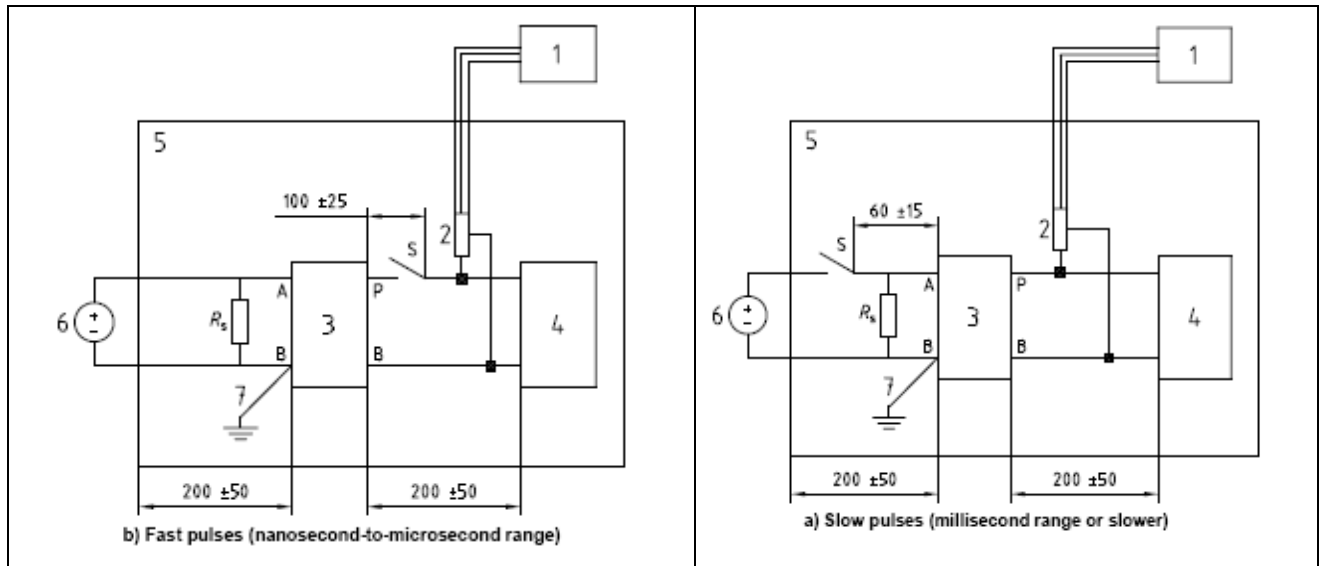 1
5
100 ±25
2
S
A
P
6
+
−
Rs
3
4
B
B
7
200 ±50
200 ±50
b) Fast pulses (nanosecond-to-microsecond range)
1
5
60 ±15
2
S
A
P
6
+
−
Rs
3
4
B
B
7
200 ±50
200 ±50
a) Slow pulses (millisecond range or slower)